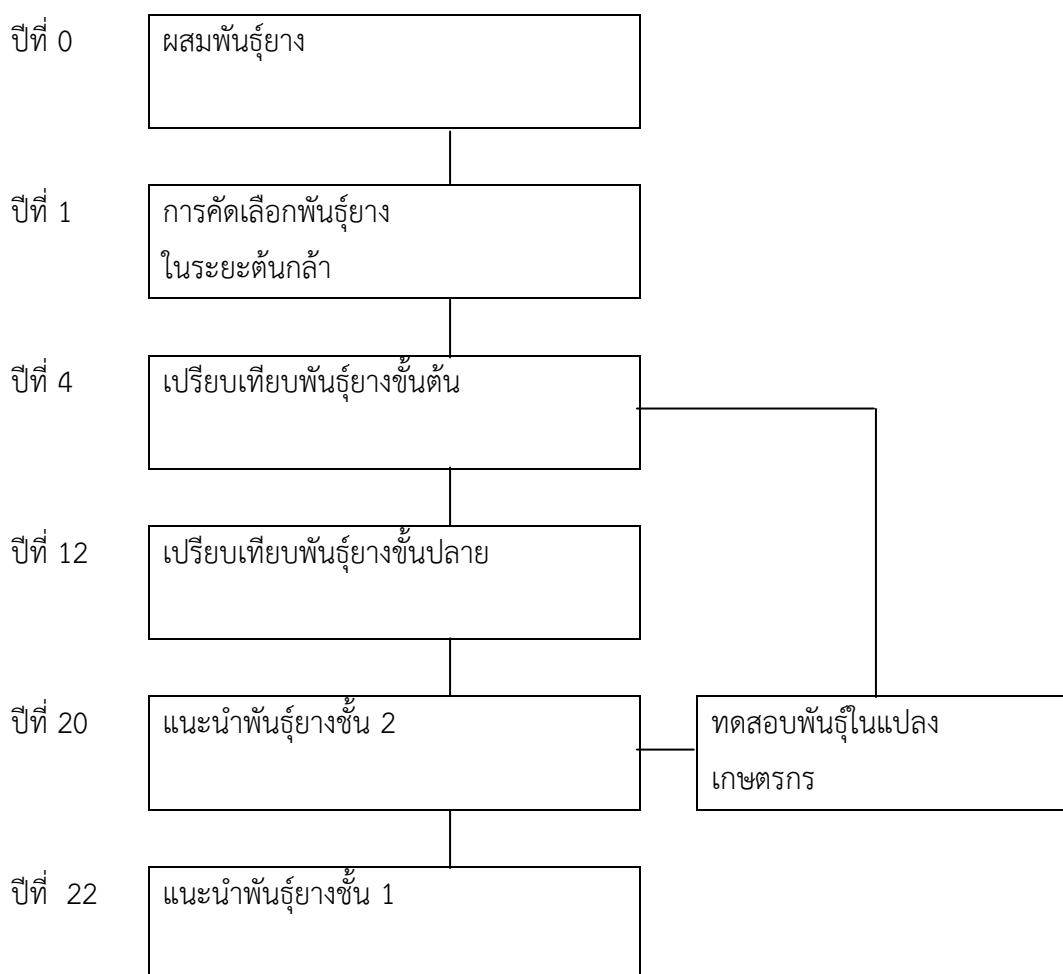 ปีที่ 0 ผสมพันธุ์ยาง
ปีที่ 1 การคัดเลือกพันธุ์ยาง
ในระยะต้นกล้า
ปีที่ 4 เปรียบเทียบพันธุ์ยางขั้นต้น
ปีที่ 12 เปรียบเทียบพันธุ์ยางขั้นปลาย
ปีที่ 20 แนะนำพันธุ์ยางชั้น 2 ทดสอบพันธุ์ในแปลง
เกษตรกร
ปีที่ 22 แนะนำพันธุ์ยางชั้น 1